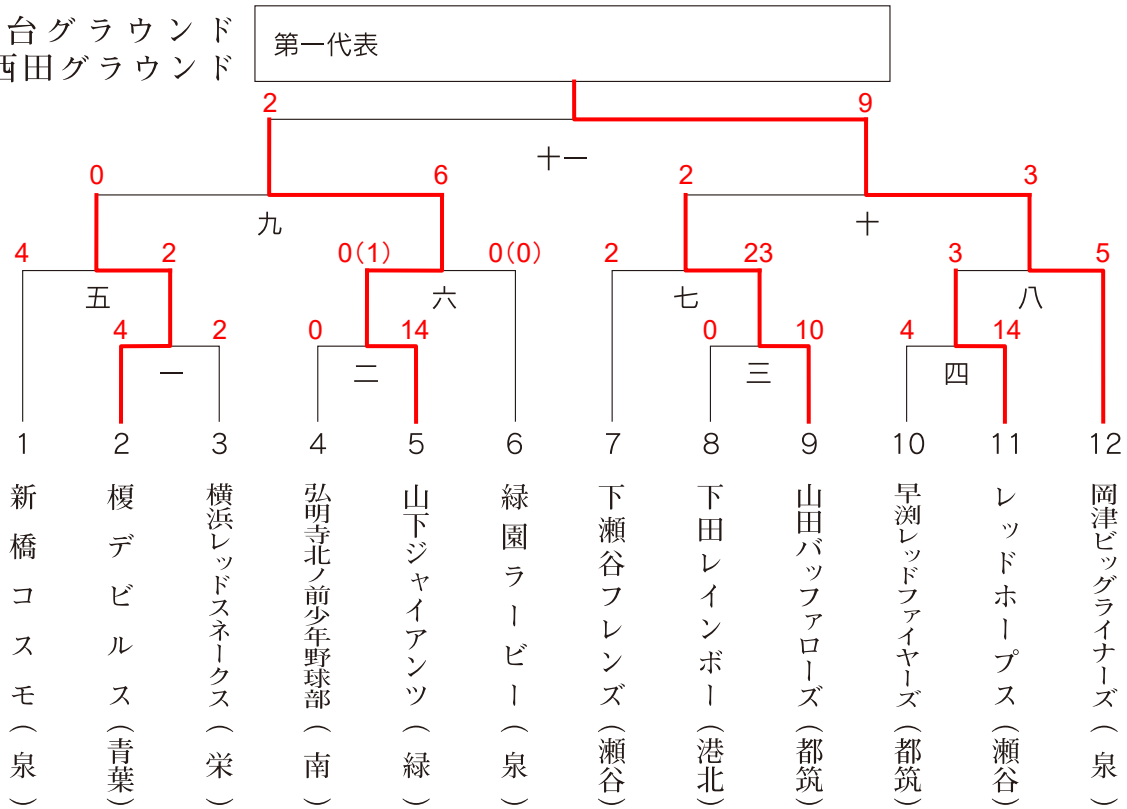 台グラウンド
西田グラウンド
第一代表
2 9
十一
0 6 2 3
九 十
4 2 0(1) 0(0) 2 23 3 5
五 六 七 八
4 2 0 14 0 10 4 14
一 二 三 四
1 2 3 4 5 6 7 8 9 10 11 12
新橋コスモ(泉)
榎デビルス(青葉)
横浜レッドスネークス(栄)
弘明寺北ノ前少年野球部(南)
山下ジャイアンツ(緑)
緑園ラービー(泉)
下瀬谷フレンズ(瀬谷)
下田レインボー(港北)
山田バッファローズ(都筑)
早渕レッドファイヤーズ(都筑)
レッドホープス(瀬谷)
岡津ビッグライナーズ(泉)